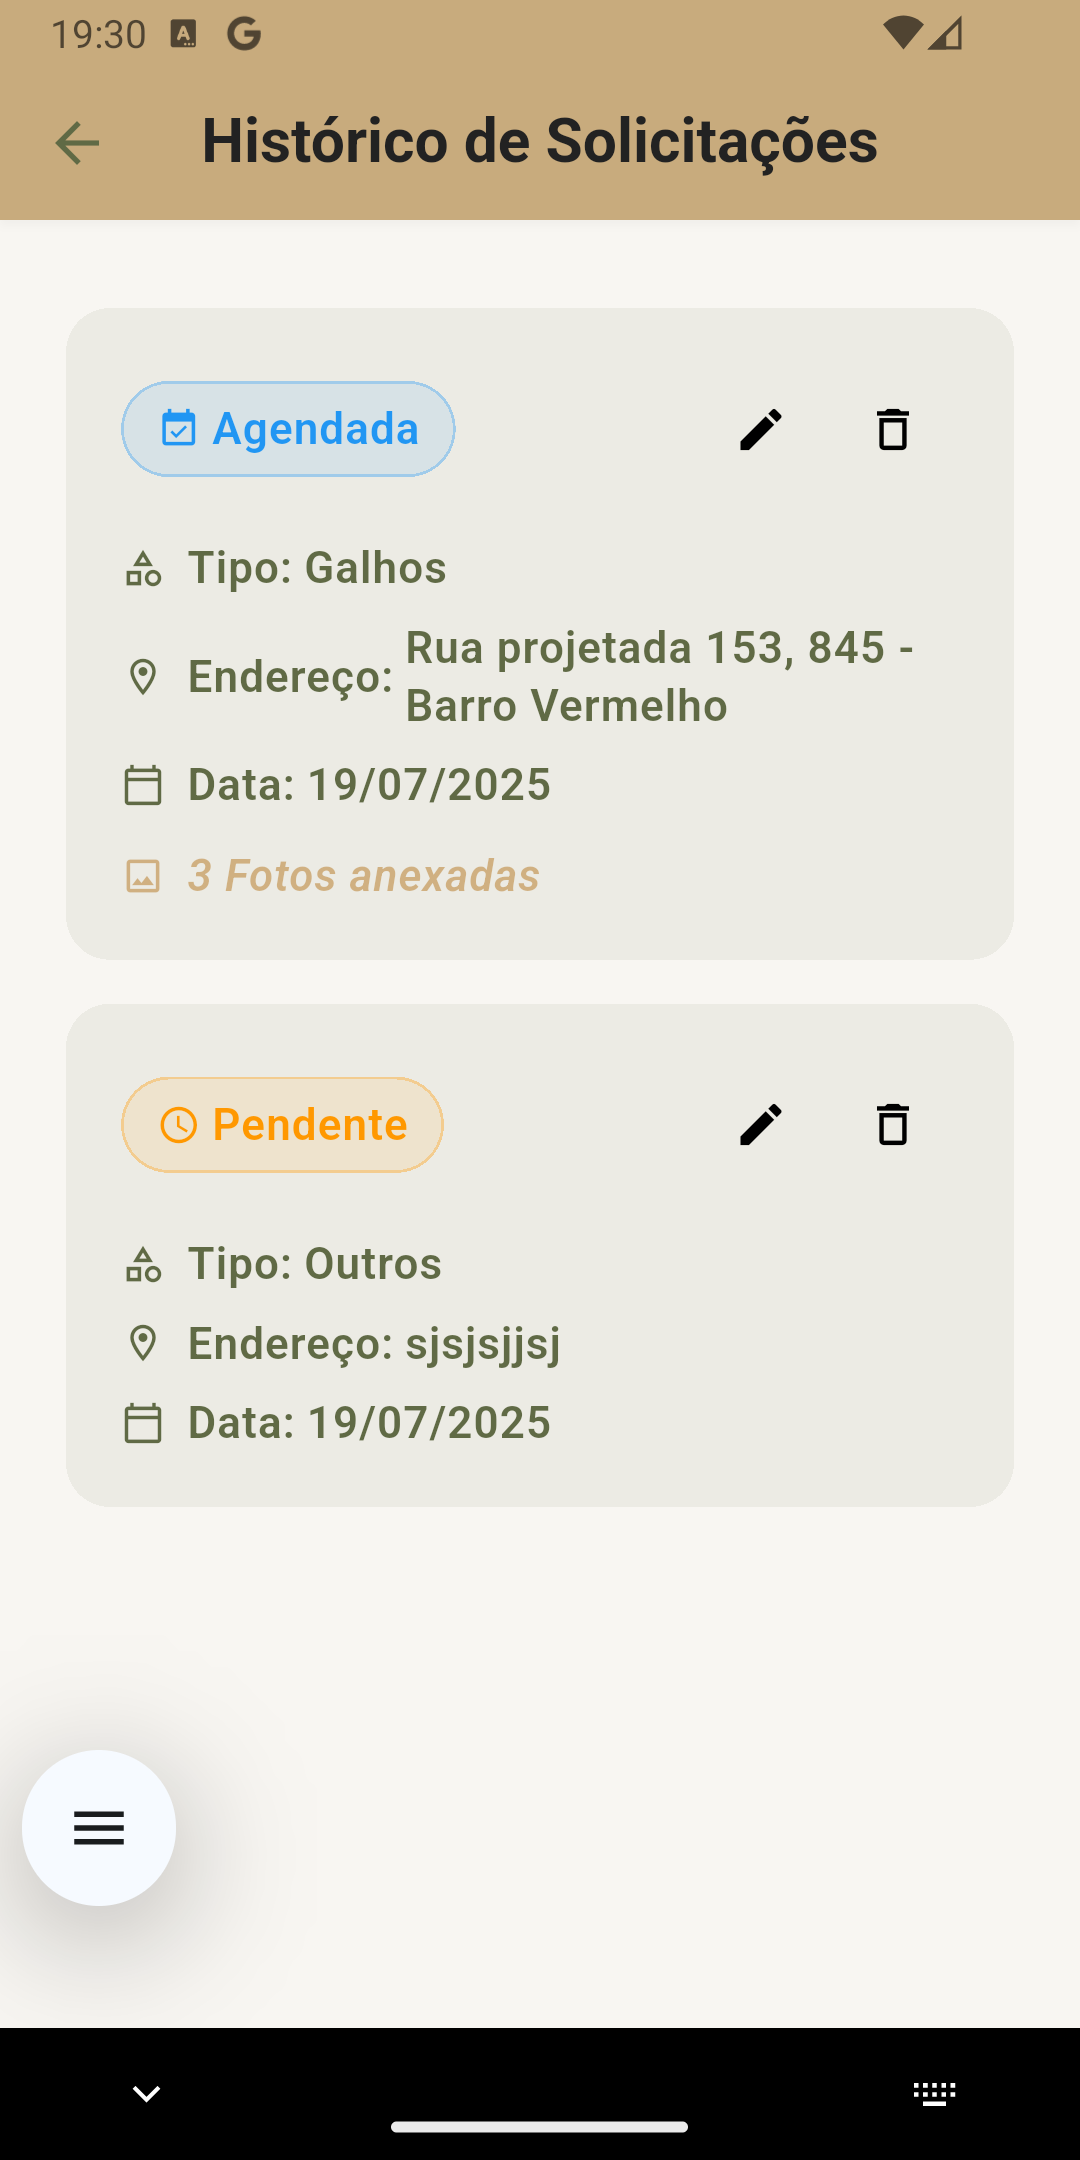 19:30
Histórico de Solicitações
Agendada
Tipo: Galhos
Endereço: Rua projetada 153, 845 -
Barro Vermelho
Data: 19/07/2025
3 Fotos anexadas
Pendente
Tipo: Outros
Endereço: sjsjsjjsj
Data: 19/07/2025